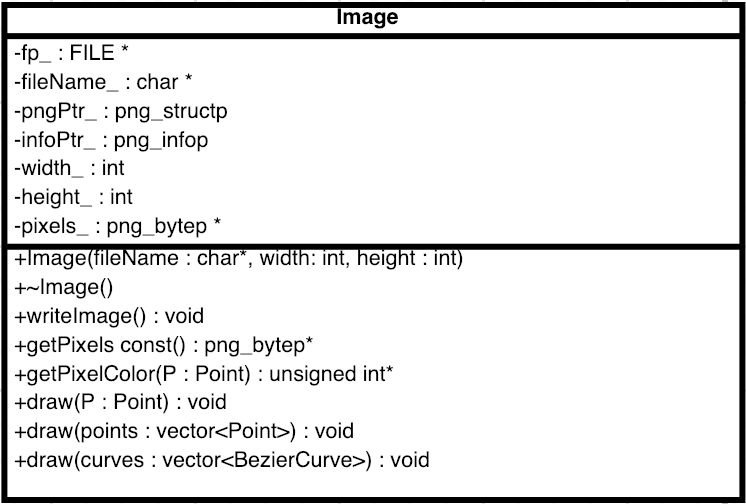 Image
-fp_ : FILE *
-fileName_ : char *
-pngPtr_ : png_structp
-infoPtr_ : png_infop
-width_ : int
-height_ : int
-pixels_ : png_bytep *
+Image(fileName : char*, width: int, height : int)
+~Image()
+writeImage() : void
+getPixels const() : png_bytep*
+getPixelColor(P : Point) : unsigned int*
+draw(P : Point) : void
+draw(points : vector<Point>) : void
+draw(curves : vector<BezierCurve>) : void